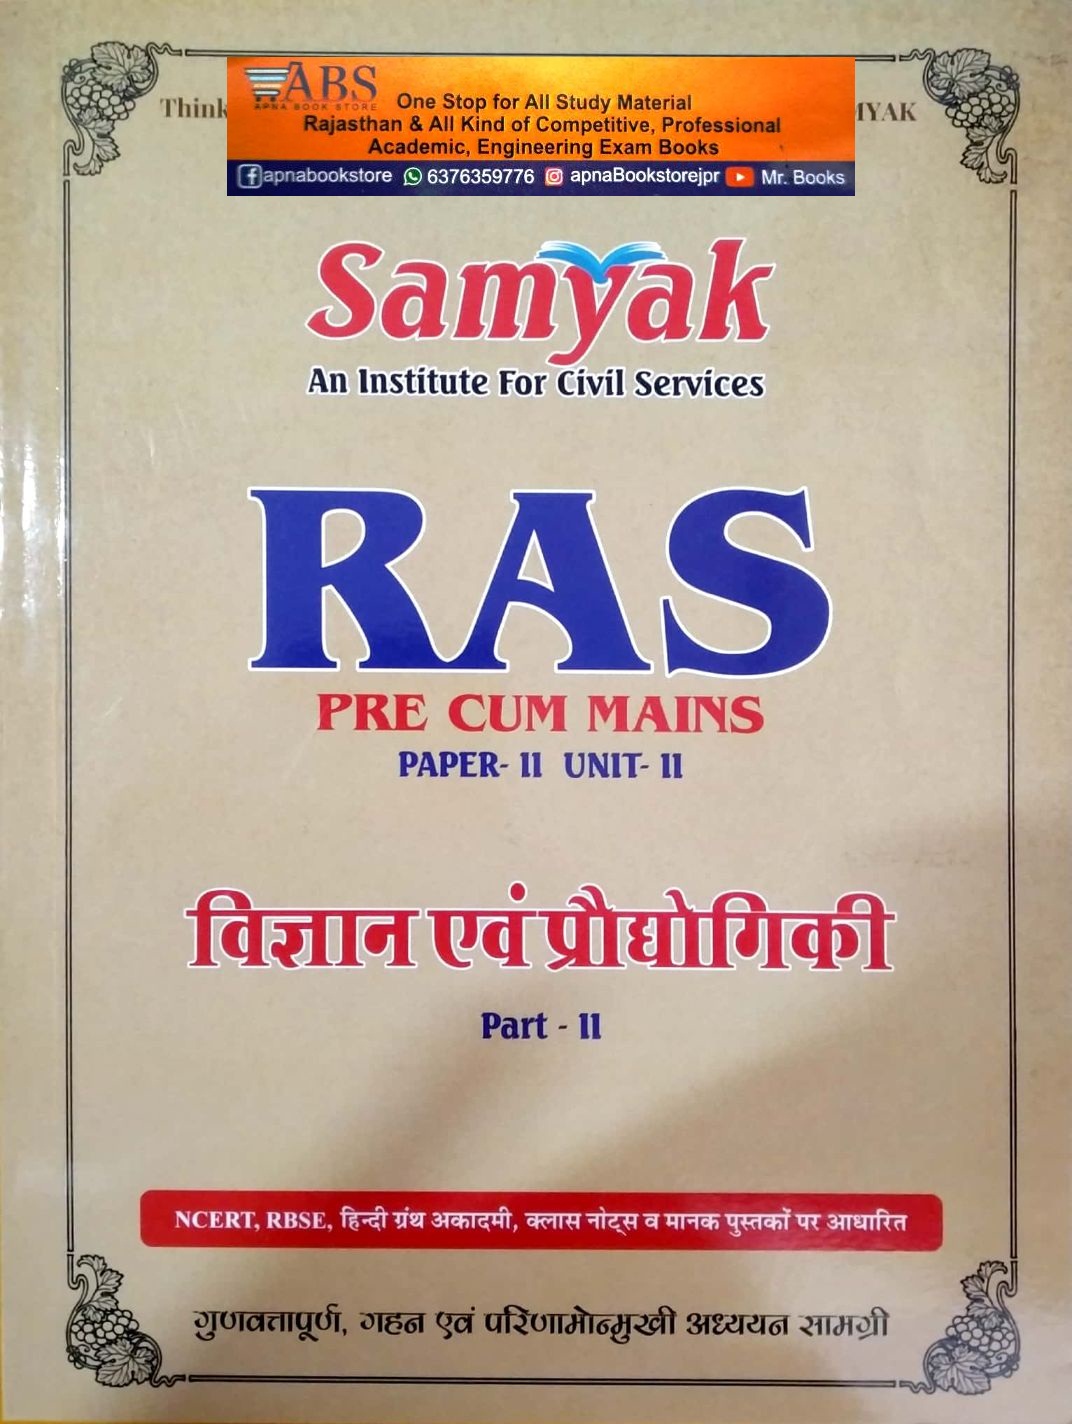 Think
MYAK
ABS
APNA BOOK STORE
One Stop for All Study Material
Rajasthan & All Kind of Competitive, Professional
Academic, Engineering Exam Books
apnabookstore 6376359776 apnaBookstorejpr Mr. Books
Samyak
An Institute For Civil Services
RAS
PRE CUM MAINS
PAPER- II UNIT- II
विज्ञान एवं प्रौद्योगिकी
Part - II
NCERT, RBSE, हिन्दी ग्रंथ अकादमी, क्लास नोट्स व मानक पुस्तकों पर आधारित
गुणवत्तापूर्ण, गहन एवं परिणामोन्मुखी अध्ययन सामग्री